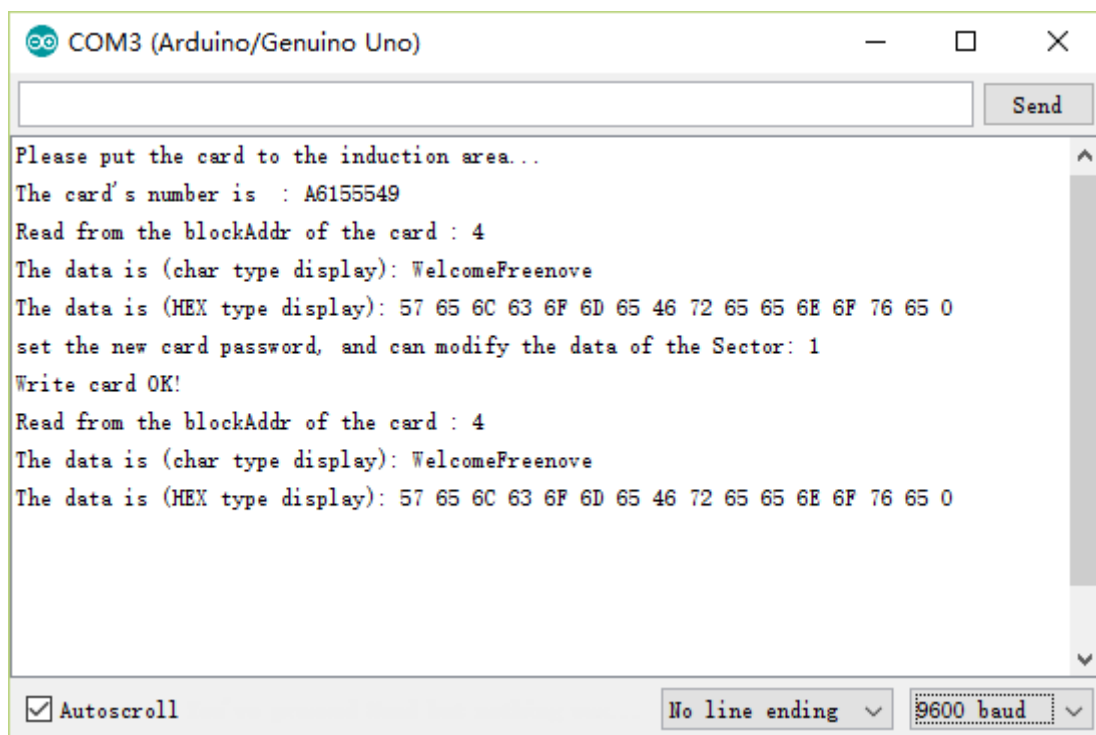 COM3 (Arduino/Genuino Uno)
Send
Please put the card to the induction area...
The card's number is  : A6155549
Read from the blockAddr of the card : 4
The data is (char type display): WelcomeFreenove
The data is (HEX type display): 57 65 6C 63 6F 6D 65 46 72 65 65 6E 6F 76 65 0
set the new card password, and can modify the data of the Sector: 1
Write card OK!
Read from the blockAddr of the card : 4
The data is (char type display): WelcomeFreenove
The data is (HEX type display): 57 65 6C 63 6F 6D 65 46 72 65 65 6E 6F 76 65 0
Autoscroll
No line ending
9600 baud